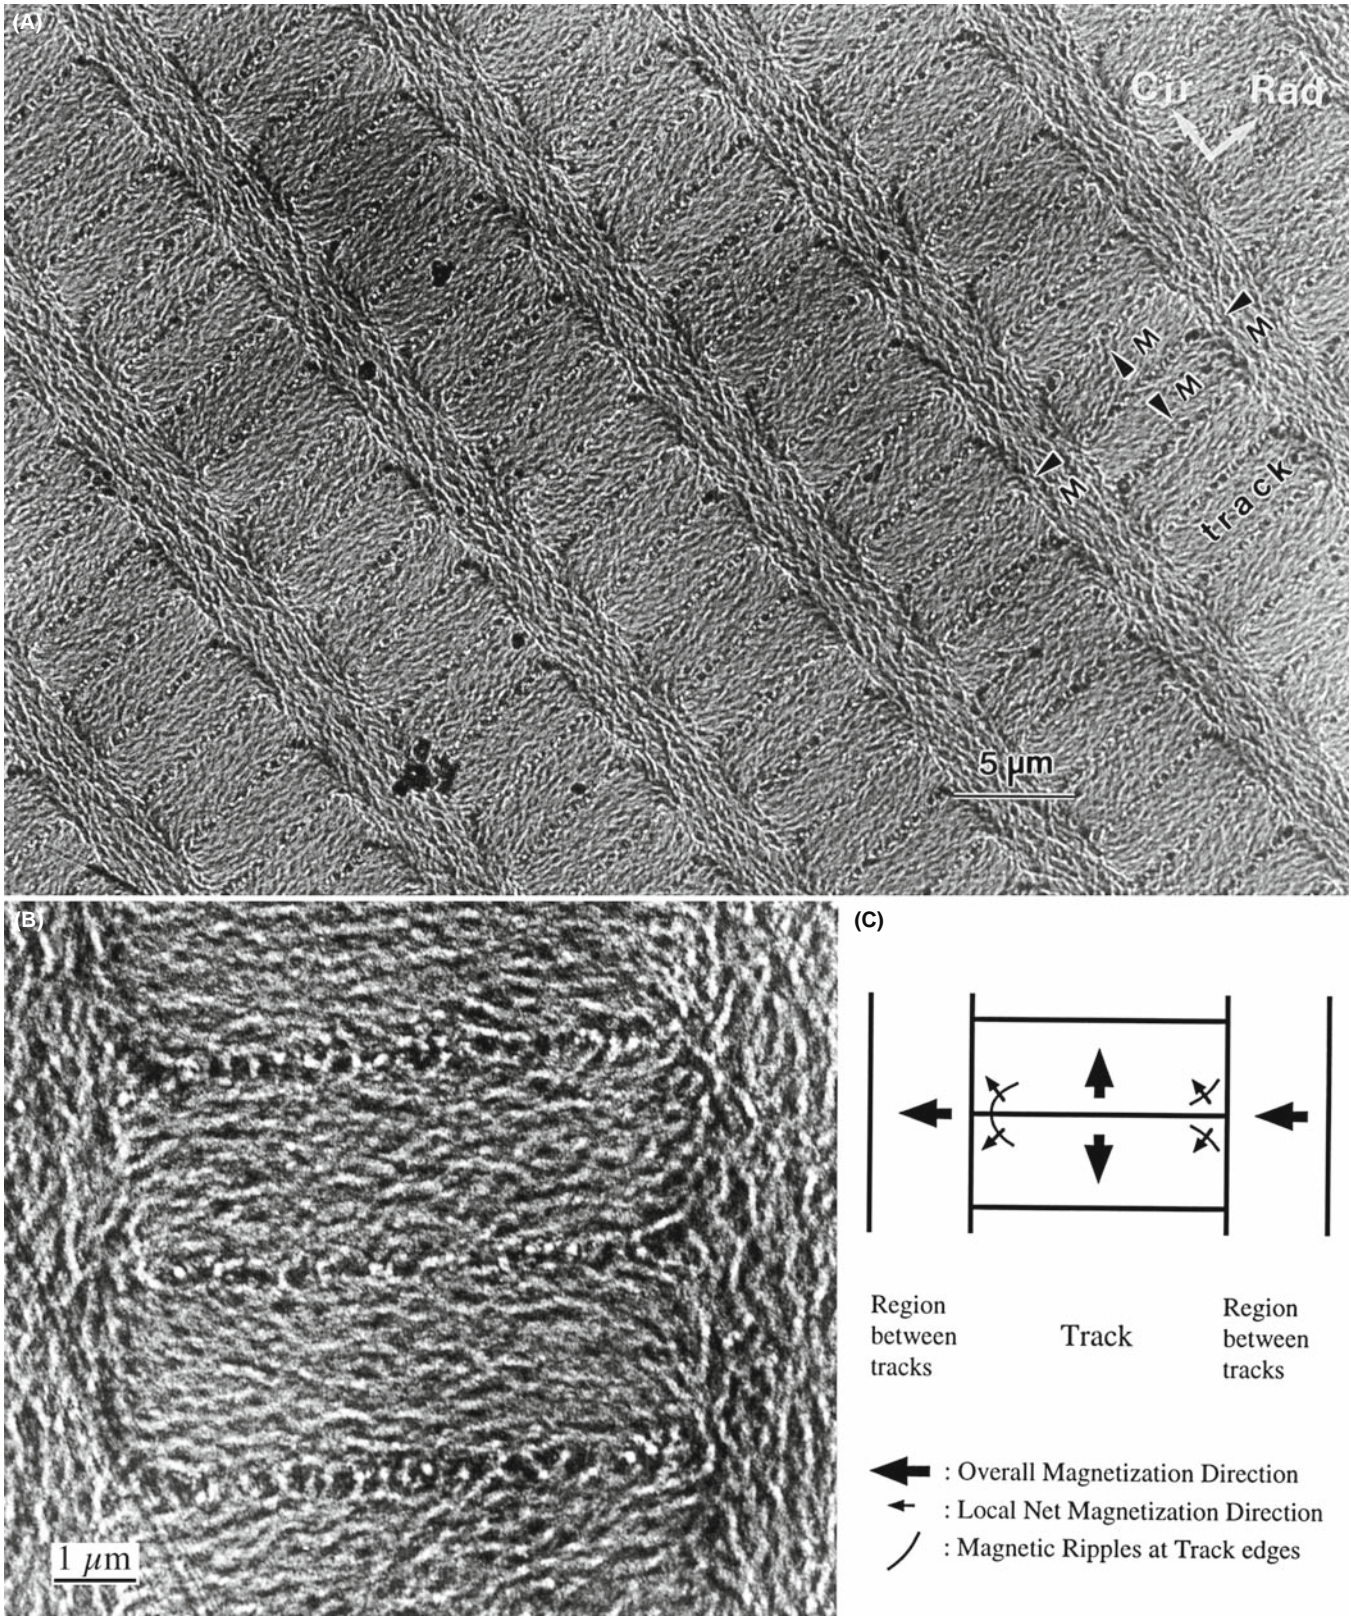 (A)
Cir Rad
M
M
M
M
track
5 µm
(B)
1 µm
(C)
Region
between
tracks
Track
Region
between
tracks
: Overall Magnetization Direction
: Local Net Magnetization Direction
: Magnetic Ripples at Track edges